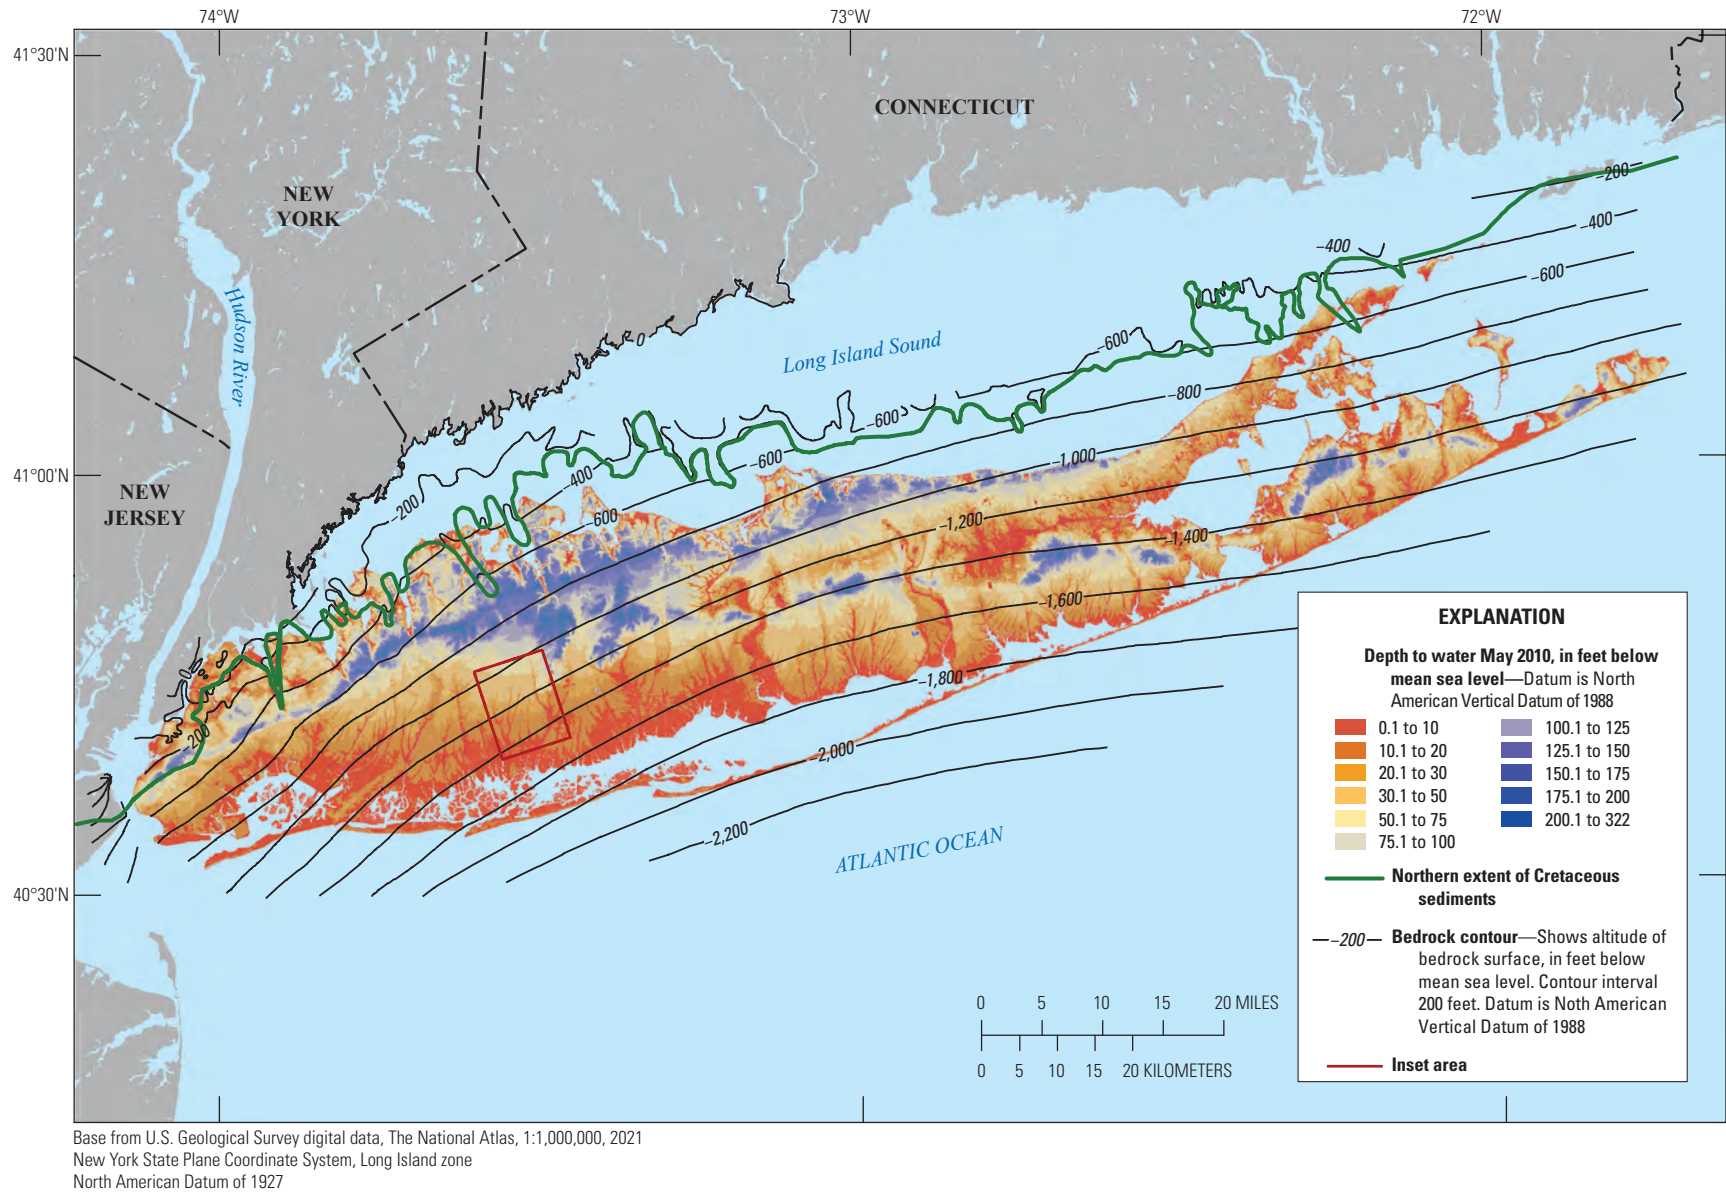 74°W
73°W
72°W
41°30'N
41°00'N
40°30'N
CONNECTICUT
NEW
YORK
NEW
JERSEY
Hudson River
Long Island Sound
ATLANTIC OCEAN
–200
–400
–400
–600
0
–600
–800
–600
–600
–1,000
–400
–200
–600
–1,200
–1,400
–1,600
–1,800
0
–200
–2,000
–2,200
EXPLANATION
Depth to water May 2010, in feet below
mean sea level—Datum is North
American Vertical Datum of 1988
0.1 to 10
10.1 to 20
20.1 to 30
30.1 to 50
50.1 to 75
75.1 to 100
100.1 to 125
125.1 to 150
150.1 to 175
175.1 to 200
200.1 to 322
Northern extent of Cretaceous
sediments
–200
Bedrock contour—Shows altitude of
bedrock surface, in feet below
mean sea level. Contour interval
200 feet. Datum is Noth American
Vertical Datum of 1988
Inset area
0 5 10 15 20 MILES
0 5 10 15 20 KILOMETERS
Base from U.S. Geological Survey digital data, The National Atlas, 1:1,000,000, 2021
New York State Plane Coordinate System, Long Island zone
North American Datum of 1927